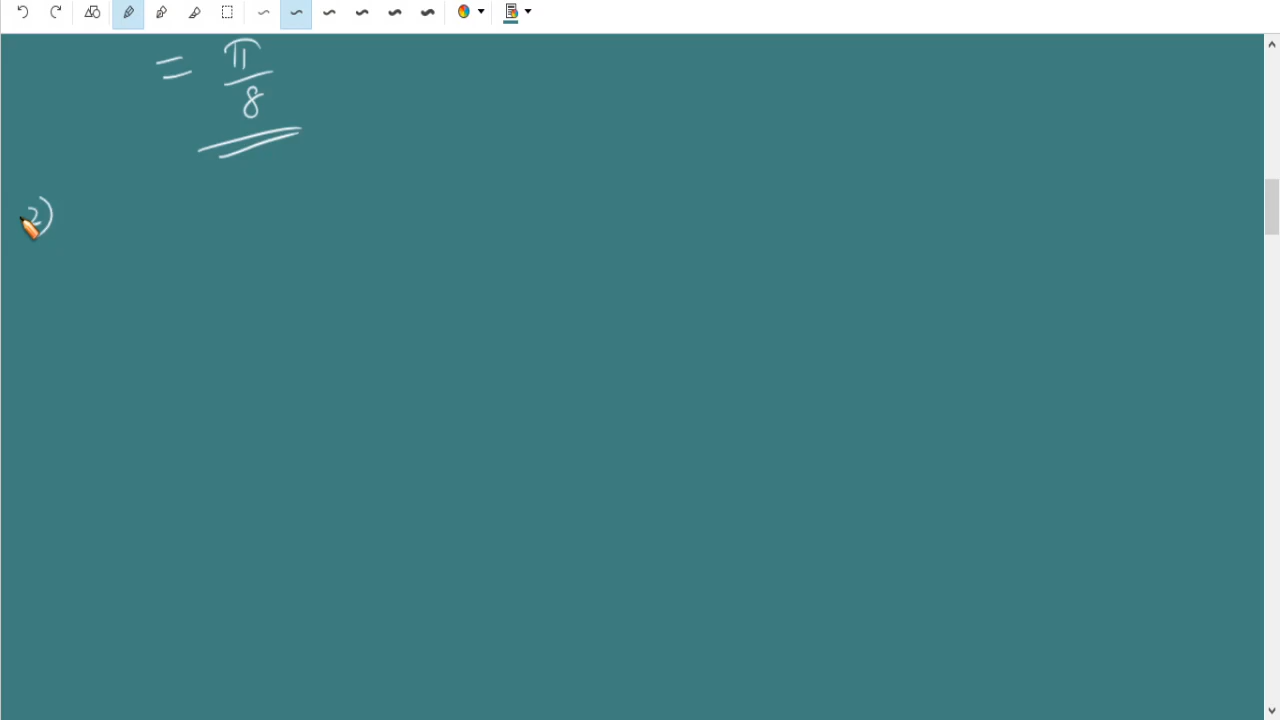 = π/8
2)